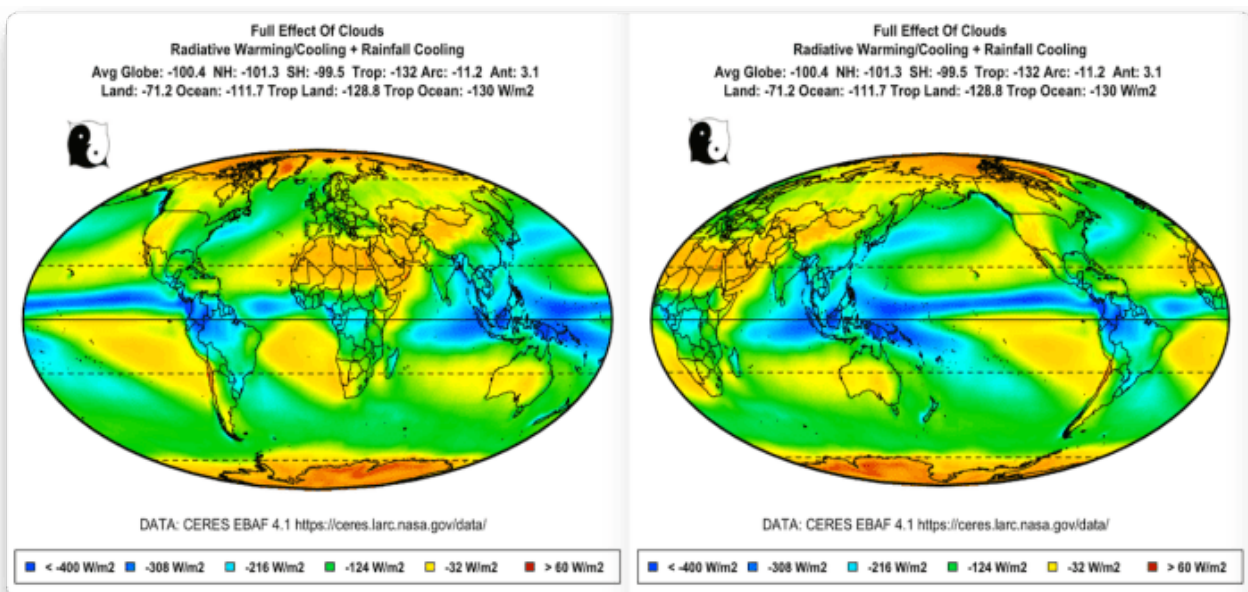 Full Effect Of Clouds
Radiative Warming/Cooling + Rainfall Cooling
Avg Globe: -100.4 NH: -101.3 SH: -99.5 Trop: -132 Arc: -11.2 Ant: 3.1
Land: -71.2 Ocean: -111.7 Trop Land: -128.8 Trop Ocean: -130 W/m2
DATA: CERES EBAF 4.1 https://ceres.larc.nasa.gov/data/
< -400 W/m2 -308 W/m2 -216 W/m2 -124 W/m2 -32 W/m2 > 60 W/m2
Full Effect Of Clouds
Radiative Warming/Cooling + Rainfall Cooling
Avg Globe: -100.4 NH: -101.3 SH: -99.5 Trop: -132 Arc: -11.2 Ant: 3.1
Land: -71.2 Ocean: -111.7 Trop Land: -128.8 Trop Ocean: -130 W/m2
DATA: CERES EBAF 4.1 https://ceres.larc.nasa.gov/data/
< -400 W/m2 -308 W/m2 -216 W/m2 -124 W/m2 -32 W/m2 > 60 W/m2